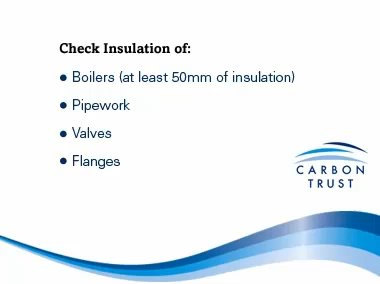 Check Insulation of:
● Boilers (at least 50mm of insulation)
● Pipework
● Valves
● Flanges
CARBON
TRUST